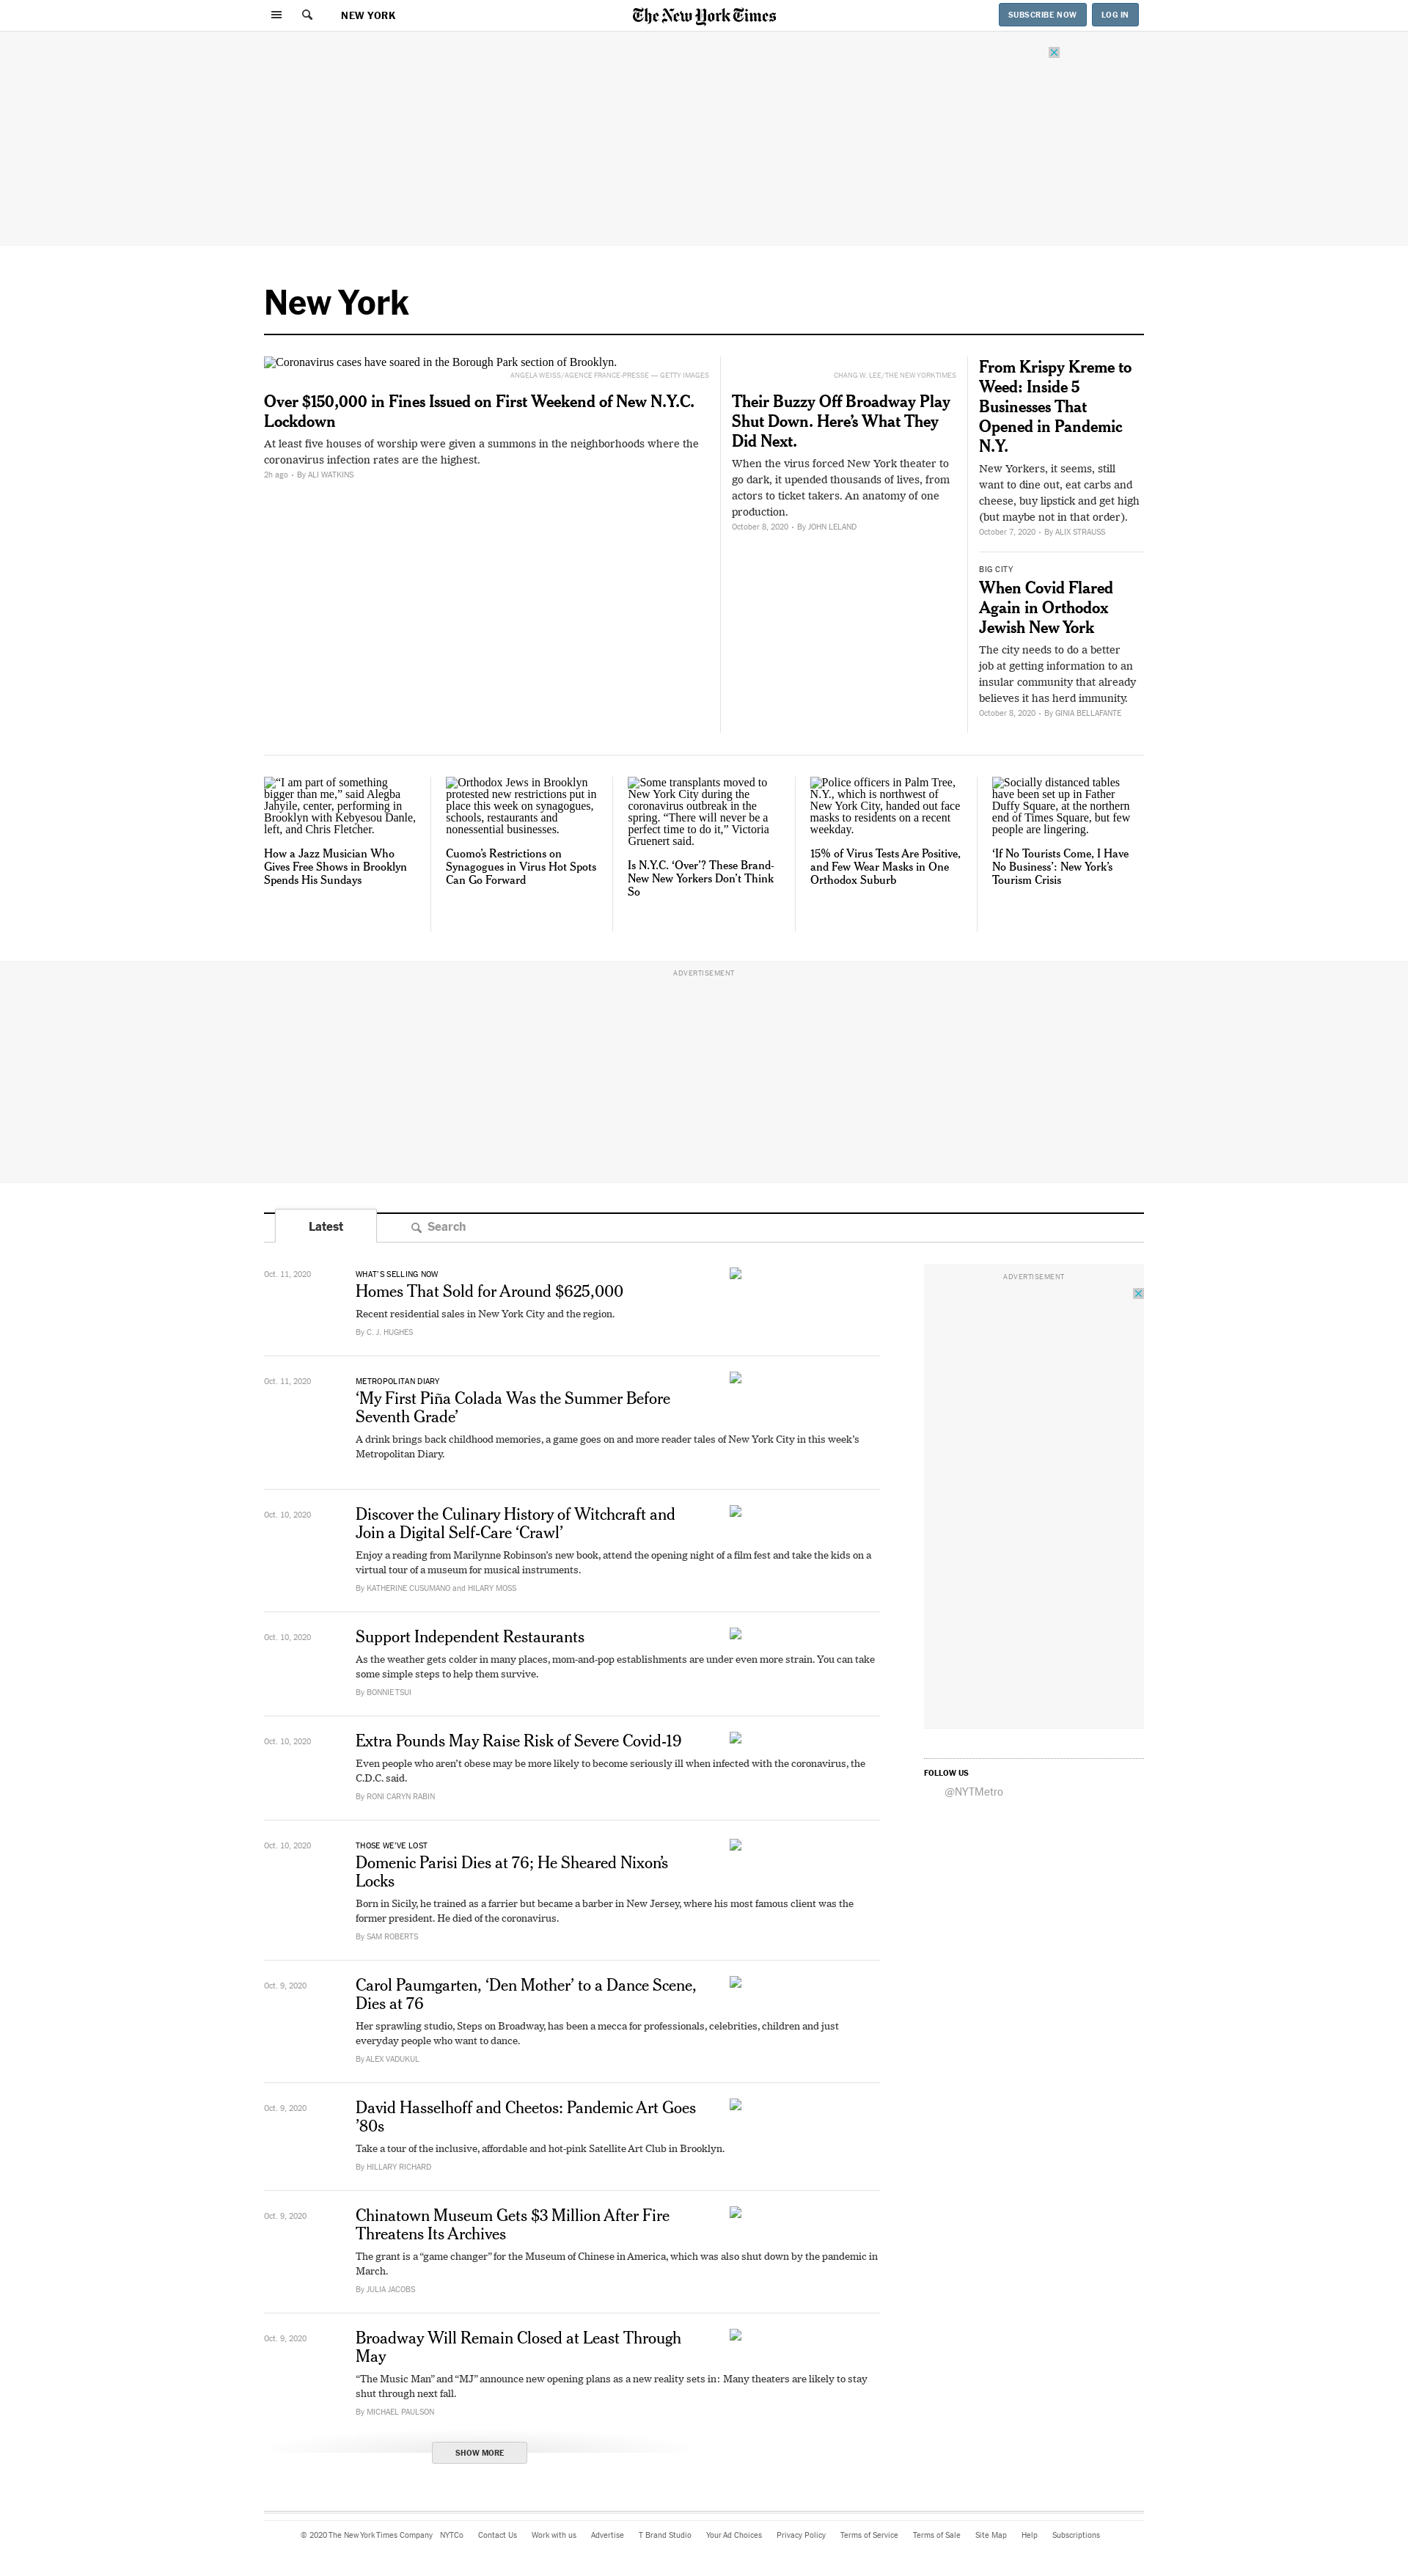 NEW YORK
The New York Times
SUBSCRIBE NOW
LOG IN
New York
Coronavirus cases have soared in the Borough Park section of Brooklyn.
ANGELA WEISS/AGENCE FRANCE-PRESSE — GETTY IMAGES
Over $150,000 in Fines Issued on First Weekend of New N.Y.C.
Lockdown
At least five houses of worship were given a summons in the neighborhoods where the
coronavirus infection rates are the highest.
2h ago • By ALI WATKINS
CHANG W. LEE/THE NEW YORK TIMES
Their Buzzy Off Broadway Play
Shut Down. Here’s What They
Did Next.
When the virus forced New York theater to
go dark, it upended thousands of lives, from
actors to ticket takers. An anatomy of one
production.
October 8, 2020 • By JOHN LELAND
From Krispy Kreme to
Weed: Inside 5
Businesses That
Opened in Pandemic
N.Y.
New Yorkers, it seems, still
want to dine out, eat carbs and
cheese, buy lipstick and get high
(but maybe not in that order).
October 7, 2020 • By ALIX STRAUSS
BIG CITY
When Covid Flared
Again in Orthodox
Jewish New York
The city needs to do a better
job at getting information to an
insular community that already
believes it has herd immunity.
October 8, 2020 • By GINIA BELLAFANTE
“I am part of something
bigger than me,” said Alegba
Jahyile, center, performing in
Brooklyn with Kebyesou Danle,
left, and Chris Fletcher.
How a Jazz Musician Who
Gives Free Shows in Brooklyn
Spends His Sundays
Orthodox Jews in Brooklyn
protested new restrictions put in
place this week on synagogues,
schools, restaurants and
nonessential businesses.
Cuomo’s Restrictions on
Synagogues in Virus Hot Spots
Can Go Forward
Some transplants moved to
New York City during the
coronavirus outbreak in the
spring. “There will never be a
perfect time to do it,” Victoria
Gruenert said.
Is N.Y.C. ‘Over’? These Brand-
New New Yorkers Don’t Think
So
Police officers in Palm Tree,
N.Y., which is northwest of
New York City, handed out face
masks to residents on a recent
weekday.
15% of Virus Tests Are Positive,
and Few Wear Masks in One
Orthodox Suburb
Socially distanced tables
have been set up in Father
Duffy Square, at the northern
end of Times Square, but few
people are lingering.
‘If No Tourists Come, I Have
No Business’: New York’s
Tourism Crisis
ADVERTISEMENT
Latest
Search
Oct. 11, 2020
WHAT’S SELLING NOW
Homes That Sold for Around $625,000
Recent residential sales in New York City and the region.
By C. J. HUGHES
ADVERTISEMENT
Oct. 11, 2020
METROPOLITAN DIARY
‘My First Piña Colada Was the Summer Before
Seventh Grade’
A drink brings back childhood memories, a game goes on and more reader tales of New York City in this week’s
Metropolitan Diary.
Oct. 10, 2020
Discover the Culinary History of Witchcraft and
Join a Digital Self-Care ‘Crawl’
Enjoy a reading from Marilynne Robinson’s new book, attend the opening night of a film fest and take the kids on a
virtual tour of a museum for musical instruments.
By KATHERINE CUSUMANO and HILARY MOSS
Oct. 10, 2020
Support Independent Restaurants
As the weather gets colder in many places, mom-and-pop establishments are under even more strain. You can take
some simple steps to help them survive.
By BONNIE TSUI
Oct. 10, 2020
Extra Pounds May Raise Risk of Severe Covid-19
Even people who aren’t obese may be more likely to become seriously ill when infected with the coronavirus, the
C.D.C. said.
By RONI CARYN RABIN
FOLLOW US
@NYTMetro
Oct. 10, 2020
THOSE WE’VE LOST
Domenic Parisi Dies at 76; He Sheared Nixon’s
Locks
Born in Sicily, he trained as a farrier but became a barber in New Jersey, where his most famous client was the
former president. He died of the coronavirus.
By SAM ROBERTS
Oct. 9, 2020
Carol Paumgarten, ‘Den Mother’ to a Dance Scene,
Dies at 76
Her sprawling studio, Steps on Broadway, has been a mecca for professionals, celebrities, children and just
everyday people who want to dance.
By ALEX VADUKUL
Oct. 9, 2020
David Hasselhoff and Cheetos: Pandemic Art Goes
’80s
Take a tour of the inclusive, affordable and hot-pink Satellite Art Club in Brooklyn.
By HILLARY RICHARD
Oct. 9, 2020
Chinatown Museum Gets $3 Million After Fire
Threatens Its Archives
The grant is a “game changer” for the Museum of Chinese in America, which was also shut down by the pandemic in
March.
By JULIA JACOBS
Oct. 9, 2020
Broadway Will Remain Closed at Least Through
May
“The Music Man” and “MJ” announce new opening plans as a new reality sets in: Many theaters are likely to stay
shut through next fall.
By MICHAEL PAULSON
SHOW MORE
© 2020 The New York Times Company NYTCo Contact Us Work with us Advertise T Brand Studio Your Ad Choices Privacy Policy Terms of Service Terms of Sale Site Map Help Subscriptions